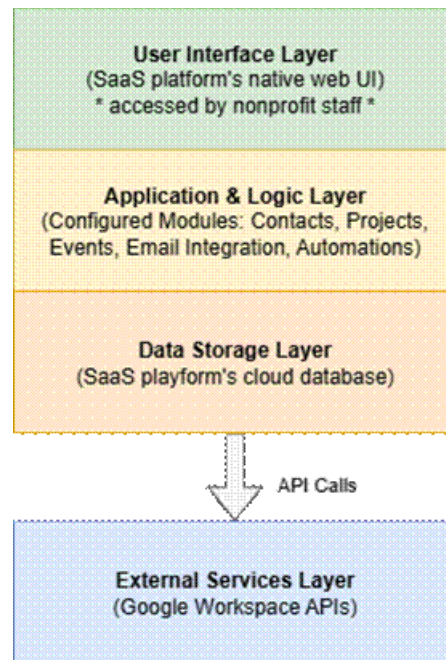 User Interface Layer
(SaaS platform's native web UI)
* accessed by nonprofit staff *
Application & Logic Layer
(Configured Modules: Contacts, Projects,
Events, Email Integration, Automations)
Data Storage Layer
(SaaS playform's cloud database)
API Calls
External Services Layer
(Google Workspace APIs)